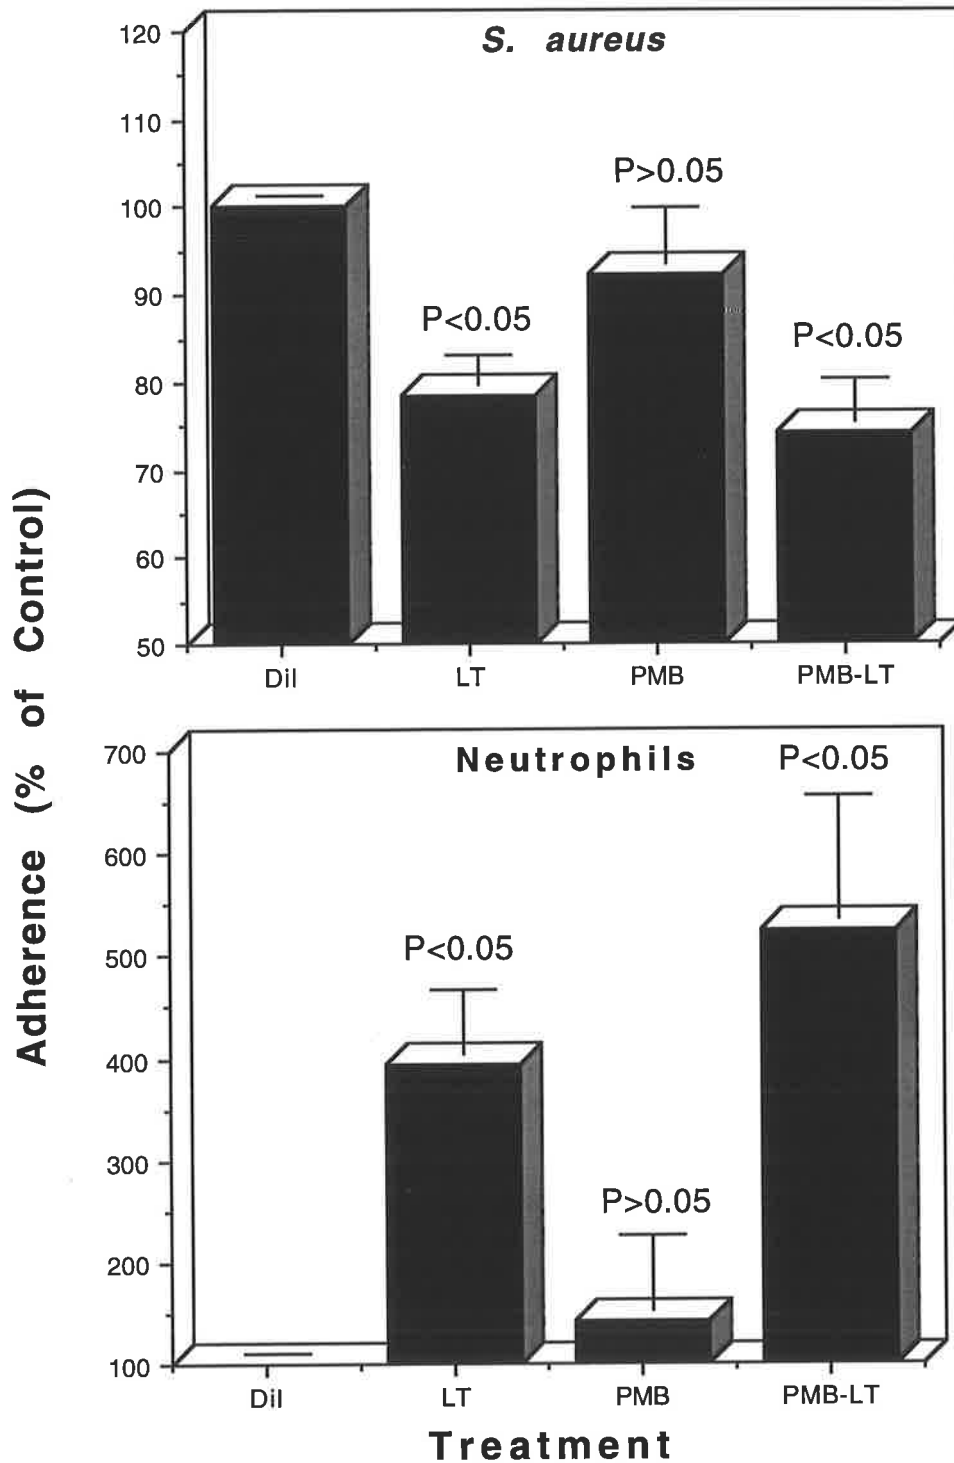 S. aureus
120
110
100
90
80
70
60
50
P>0.05
P<0.05
P<0.05
Dil
LT
PMB
PMB-LT
Adherence (% of Control)
Neutrophils
700
600
500
400
300
200
100
P<0.05
P<0.05
P>0.05
Dil
LT
PMB
PMB-LT
Treatment